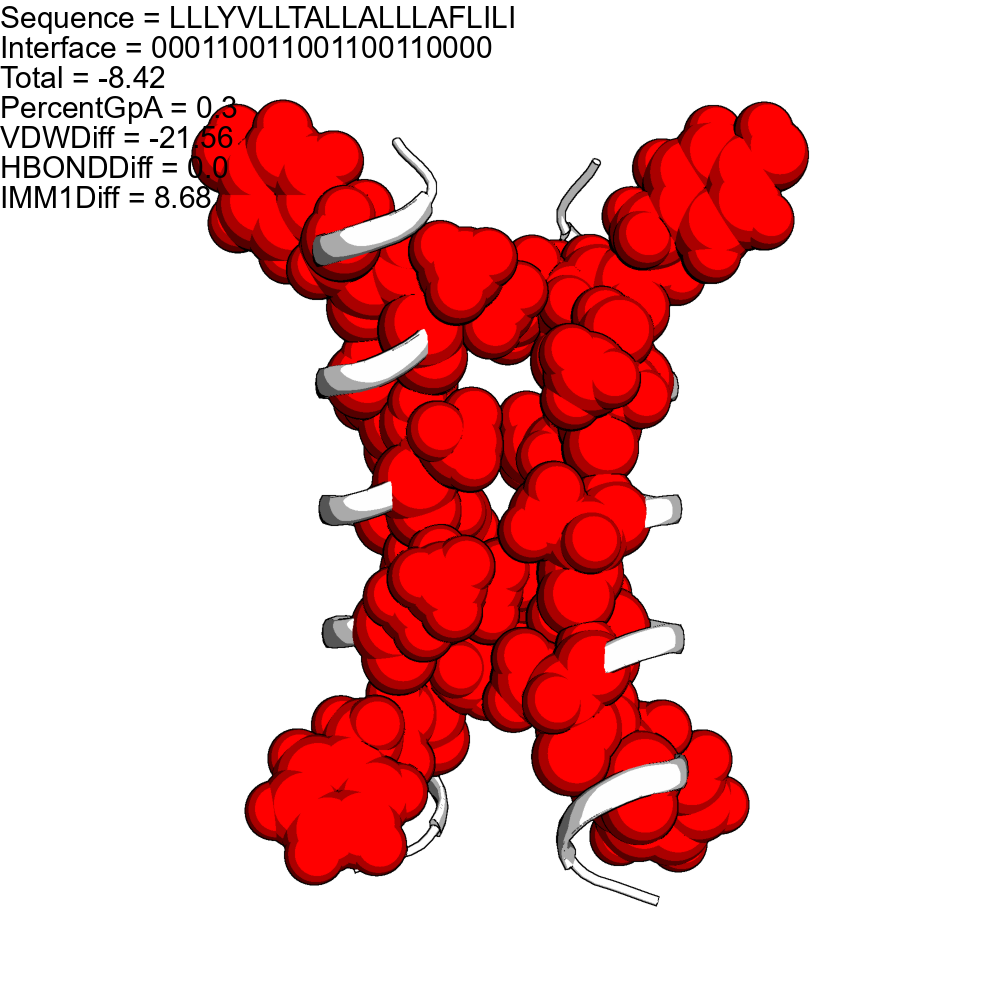 Sequence = LLLYVLLTALLALLLAFLILI
Interface = 000110011001100110000
Total = -8.42
PercentGpA = 0.3
VDWDiff = -21.56
HBONDDiff = 0.0
IMM1Diff = 8.68